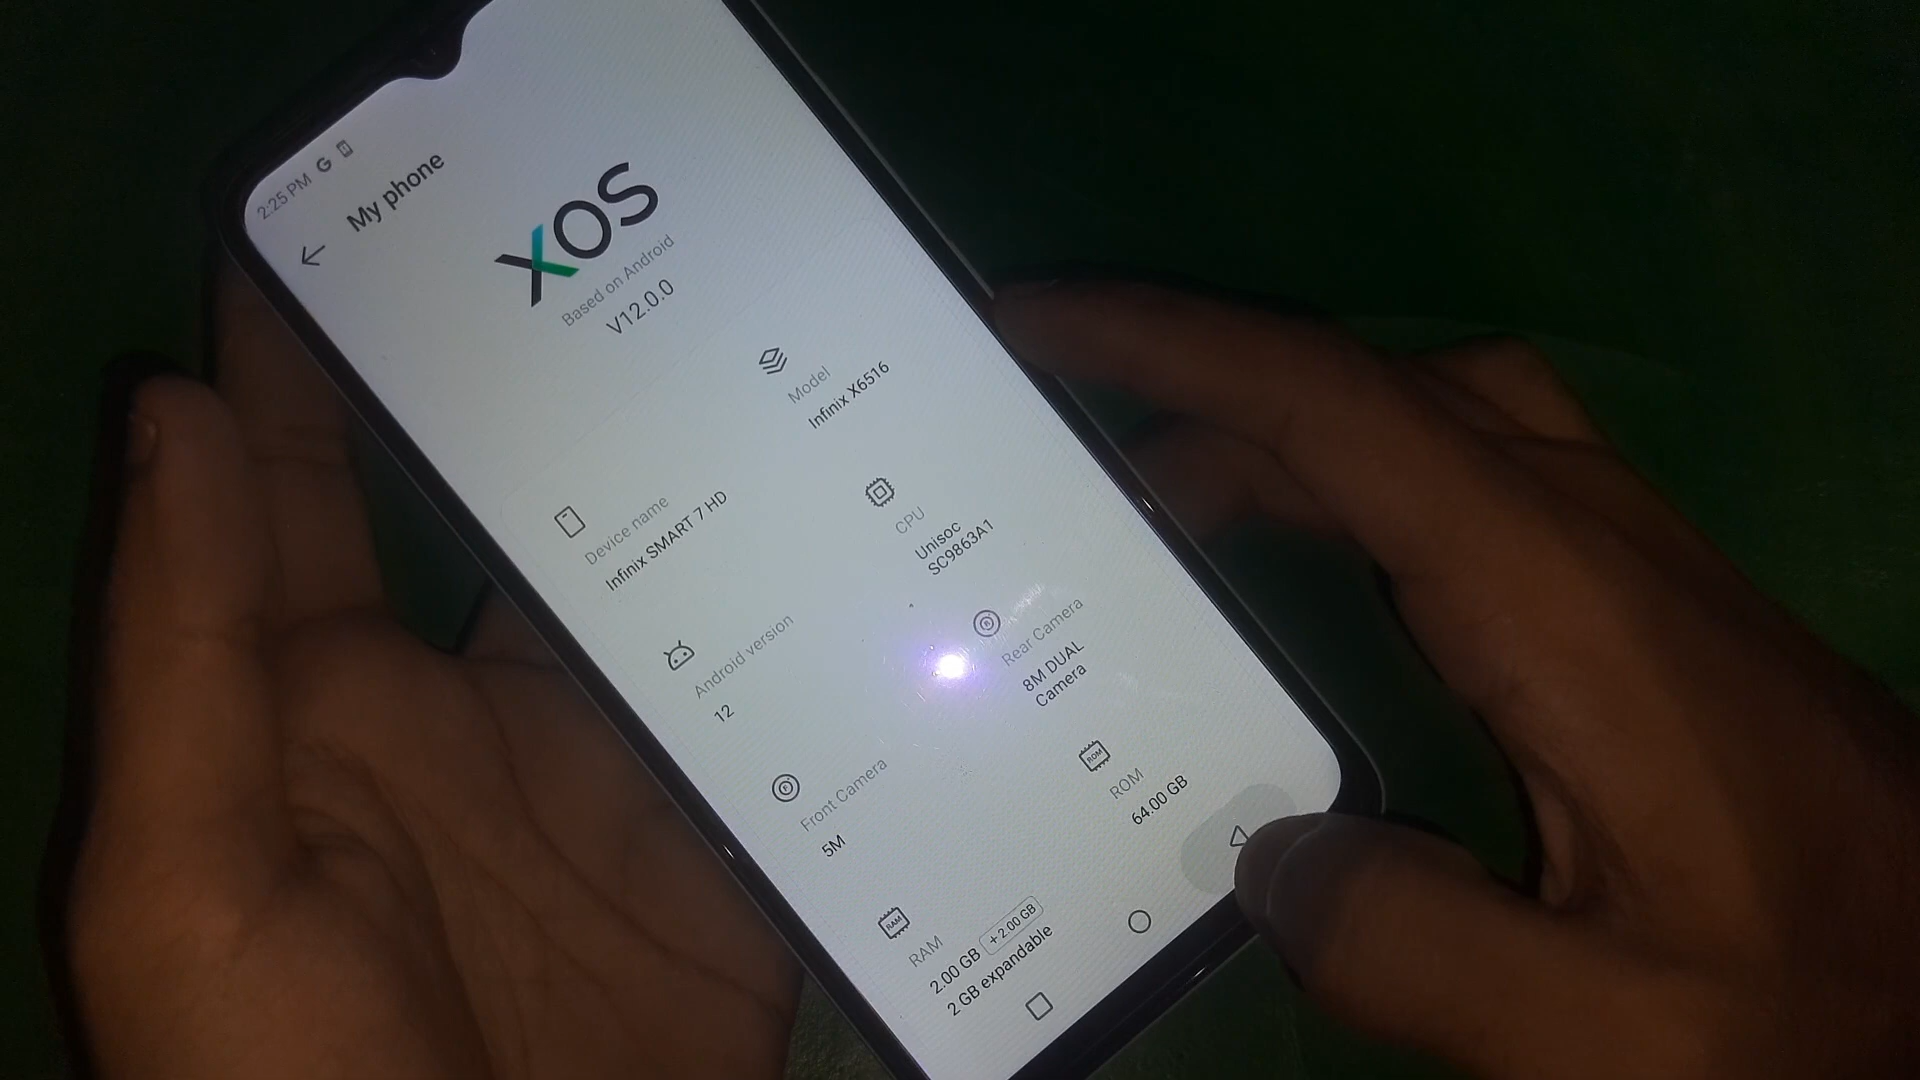 2:25 PM G
My phone
XOS
Based on Android
V12.0.0
Device name
Infinix SMART 7 HD
Model
Infinix X6516
Android version
12
CPU
Unisoc
SC9863A1
Front Camera
5M
Rear Camera
8M DUAL
Camera
RAM
RAM
2.00 GB +2.00 GB
2 GB expandable
ROM
ROM
64.00 GB